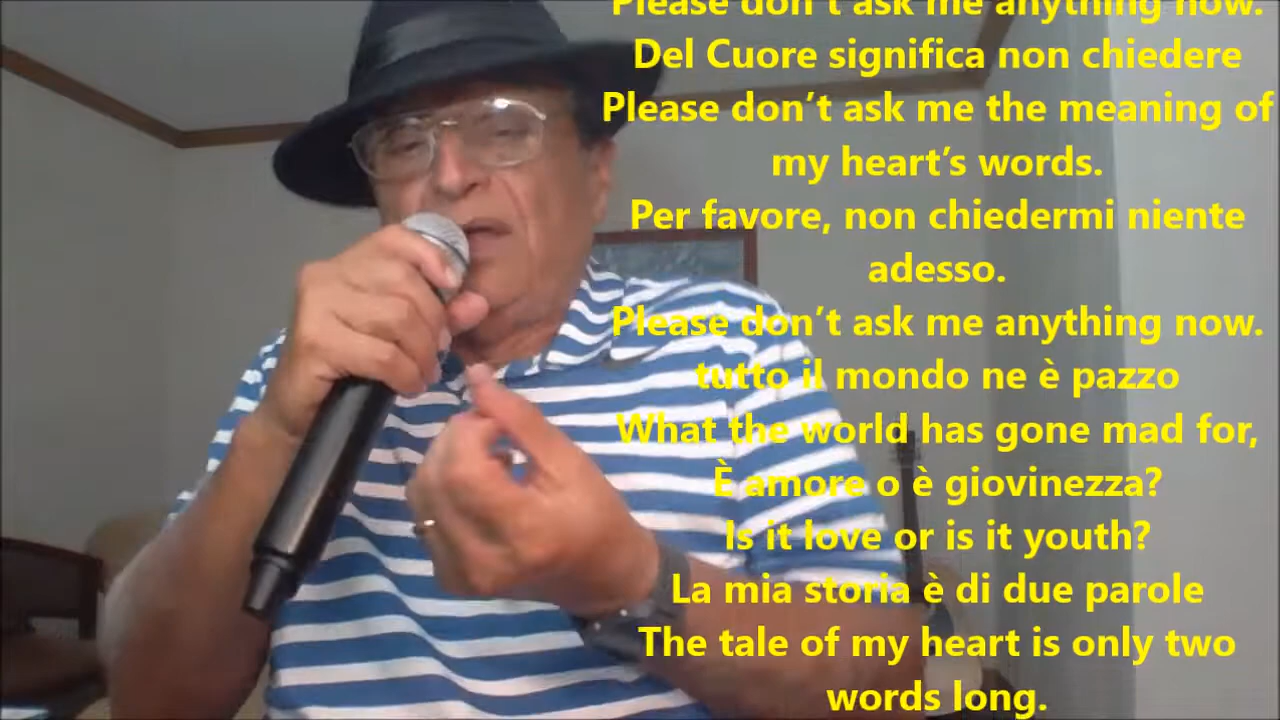 Please don't ask me anything now.
Del Cuore significa non chiedere
Please don't ask me the meaning of
my heart's words.
Per favore, non chiedermi niente
adesso.
Please don't ask me anything now.
tutto il mondo ne è pazzo
What the world has gone mad for,
È amore o è giovinezza?
Is it love or is it youth?
La mia storia è di due parole
The tale of my heart is only two
words long.